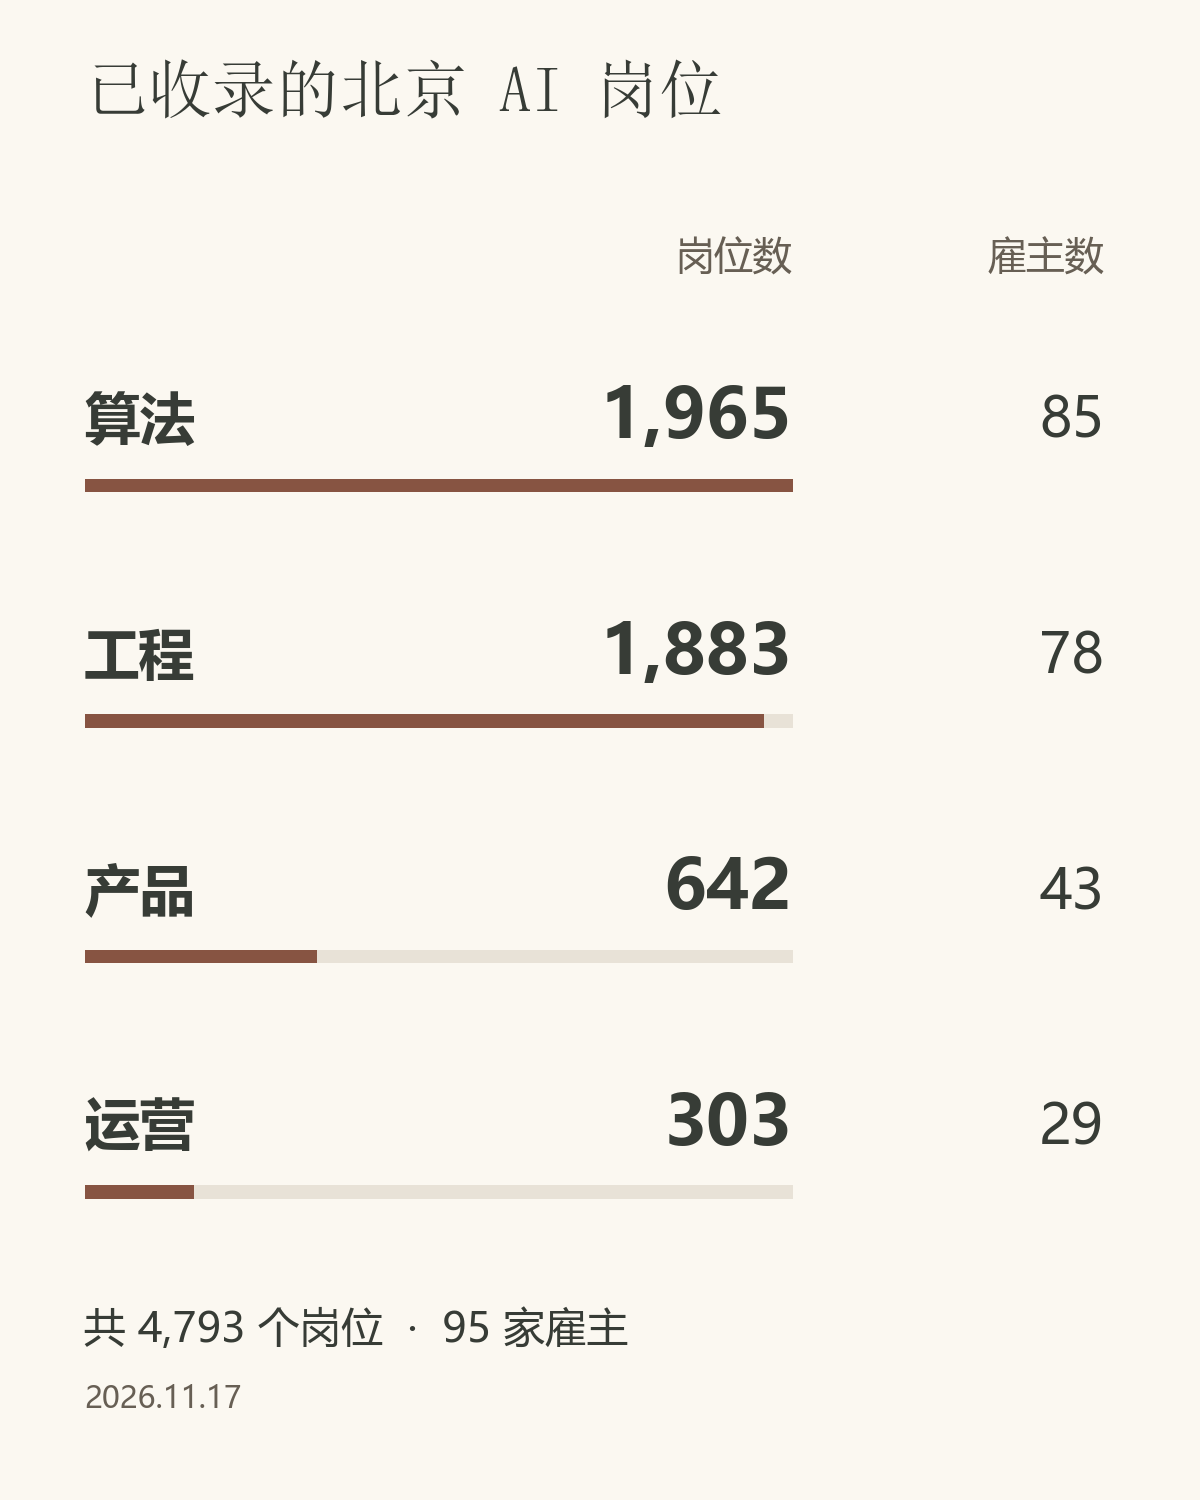 已收录的北京 AI 岗位
岗位数 雇主数
算法 1,965 85
工程 1,883 78
产品 642 43
运营 303 29
共 4,793 个岗位 · 95 家雇主
2026.11.17